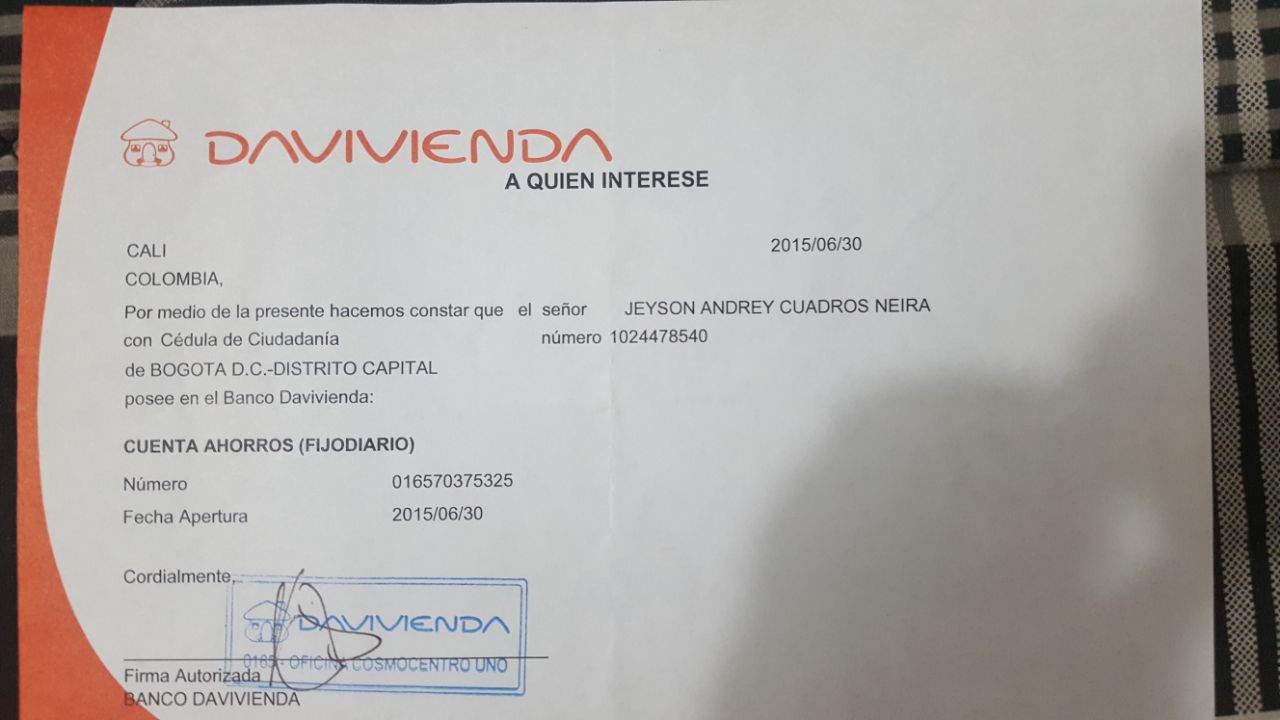 DAVIVIENDA
A QUIEN INTERESE
CALI 2015/06/30
COLOMBIA,
Por medio de la presente hacemos constar que el señor JEYSON ANDREY CUADROS NEIRA
con Cédula de Ciudadanía número 1024478540
de BOGOTA D.C.-DISTRITO CAPITAL
posee en el Banco Davivienda:
CUENTA AHORROS (FIJODIARIO)
Número 016570375325
Fecha Apertura 2015/06/30
Cordialmente,
DAVIVIENDA
0165 - OFICINA COSMOCENTRO UNO
Firma Autorizada
BANCO DAVIVIENDA